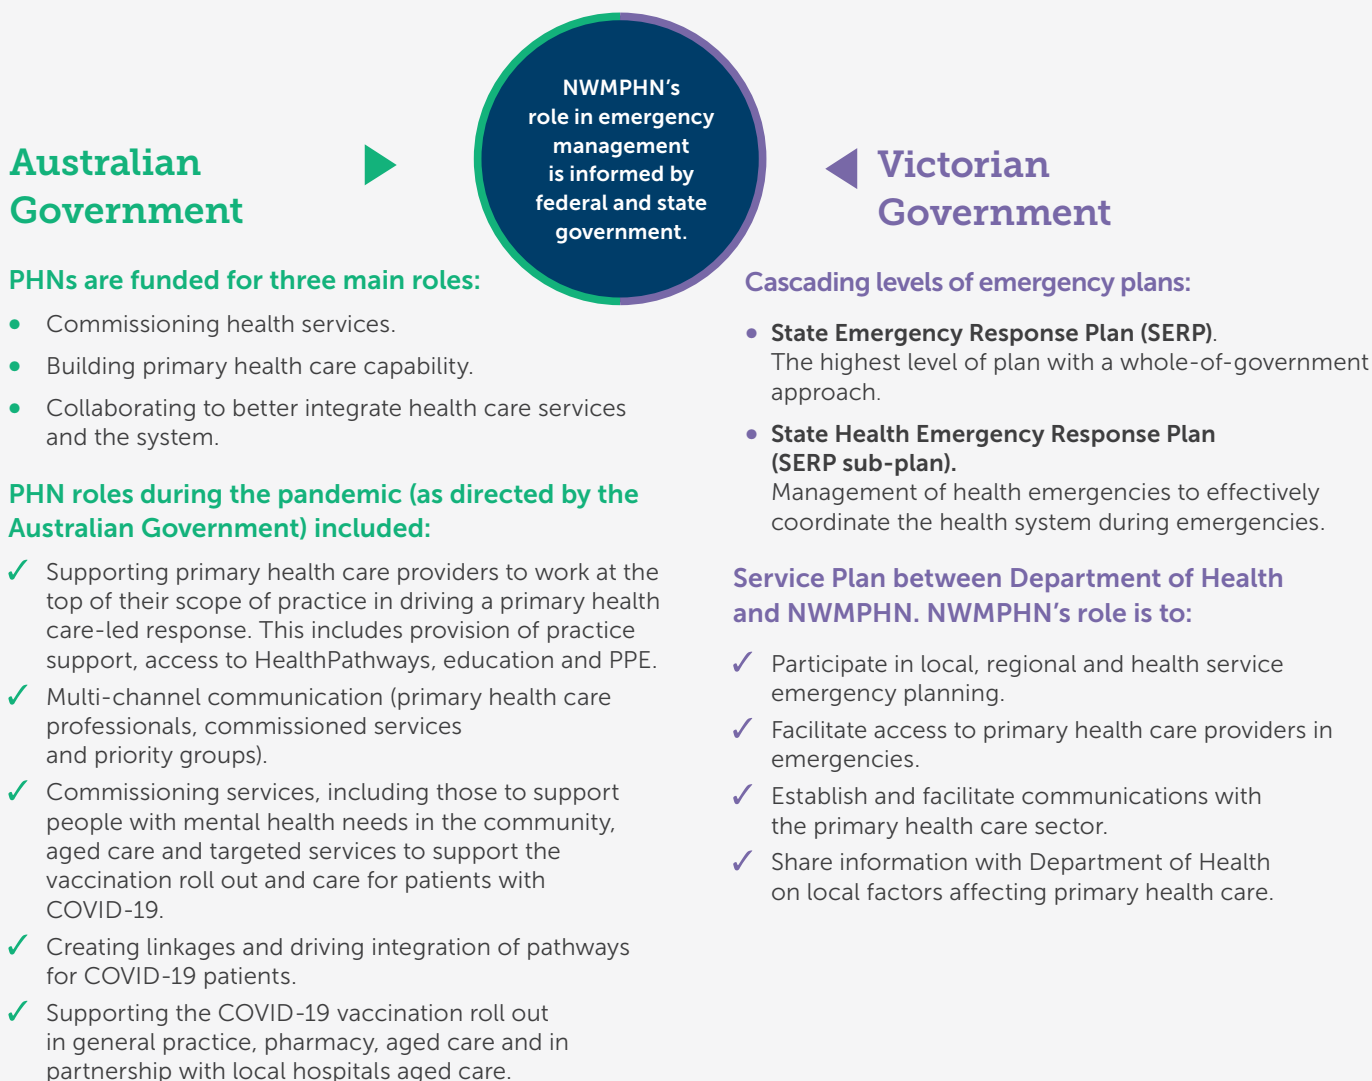 NWMPHN's
role in emergency
management
is informed by
federal and state
government.
Australian
Government
PHNs are funded for three main roles:
• Commissioning health services.
• Building primary health care capability.
• Collaborating to better integrate health care services
and the system.
PHN roles during the pandemic (as directed by the
Australian Government) included:
✓ Supporting primary health care providers to work at the
top of their scope of practice in driving a primary health
care-led response. This includes provision of practice
support, access to HealthPathways, education and PPE.
✓ Multi-channel communication (primary health care
professionals, commissioned services
and priority groups).
✓ Commissioning services, including those to support
people with mental health needs in the community,
aged care and targeted services to support the
vaccination roll out and care for patients with
COVID-19.
✓ Creating linkages and driving integration of pathways
for COVID-19 patients.
✓ Supporting the COVID-19 vaccination roll out
in general practice, pharmacy, aged care and in
partnership with local hospitals aged care.
Victorian
Government
Cascading levels of emergency plans:
• State Emergency Response Plan (SERP).
The highest level of plan with a whole-of-government
approach.
• State Health Emergency Response Plan
(SERP sub-plan).
Management of health emergencies to effectively
coordinate the health system during emergencies.
Service Plan between Department of Health
and NWMPHN. NWMPHN's role is to:
✓ Participate in local, regional and health service
emergency planning.
✓ Facilitate access to primary health care providers in
emergencies.
✓ Establish and facilitate communications with
the primary health care sector.
✓ Share information with Department of Health
on local factors affecting primary health care.